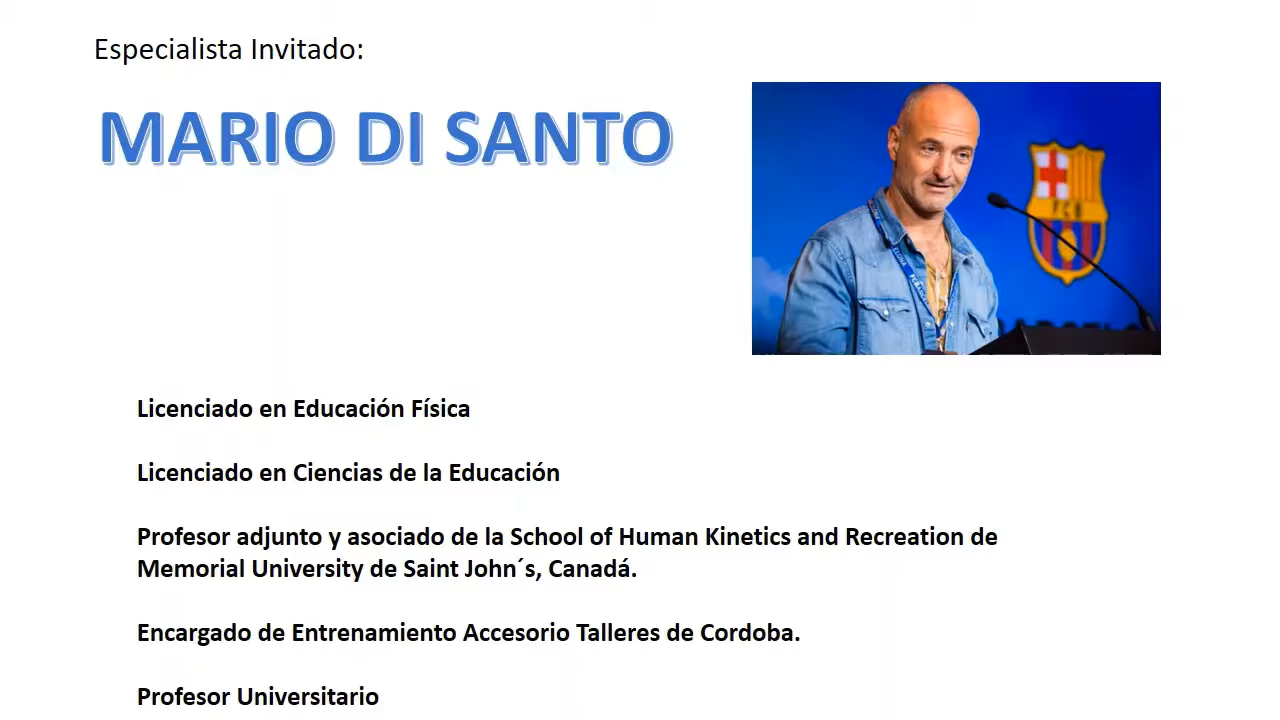 Especialista Invitado:
MARIO DI SANTO
FCB
Licenciado en Educación Física
Licenciado en Ciencias de la Educación
Profesor adjunto y asociado de la School of Human Kinetics and Recreation de
Memorial University de Saint John´s, Canadá.
Encargado de Entrenamiento Accesorio Talleres de Cordoba.
Profesor Universitario